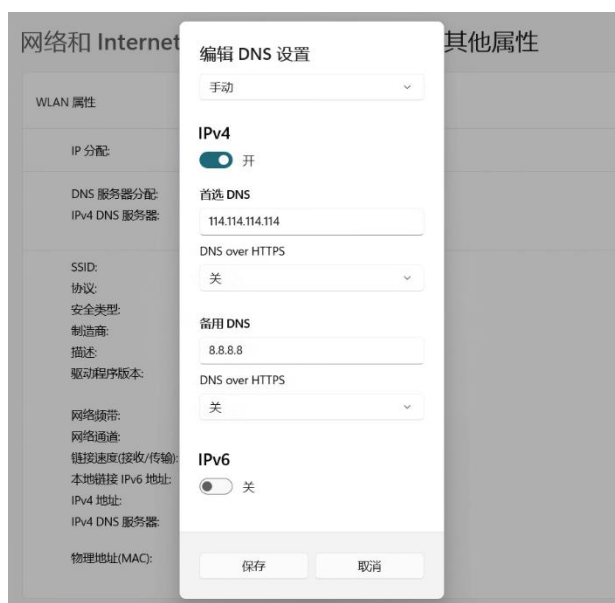 网络和 Internet
其他属性
WLAN 属性
IP 分配:
DNS 服务器分配:
IPv4 DNS 服务器:
SSID:
协议:
安全类型:
制造商:
描述:
驱动程序版本:
网络频带:
网络通道:
链接速度(接收/传输):
本地链接 IPv6 地址:
IPv4 地址:
IPv4 DNS 服务器:
物理地址(MAC):
编辑 DNS 设置
手动
IPv4
开
首选 DNS
114.114.114.114
DNS over HTTPS
关
备用 DNS
8.8.8.8
DNS over HTTPS
关
IPv6
关
保存
取消